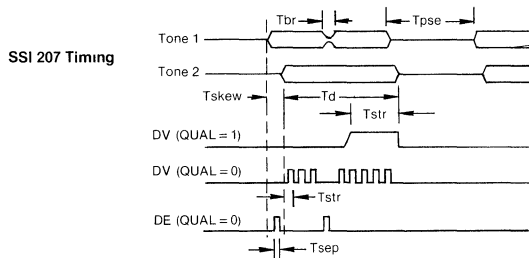 Tbr
Tpse
Tone 1
SSI 207 Timing
Tone 2
Tskew
Td
Tstr
DV (QUAL = 1)
DV (QUAL = 0)
Tstr
DE (QUAL = 0)
Tsep